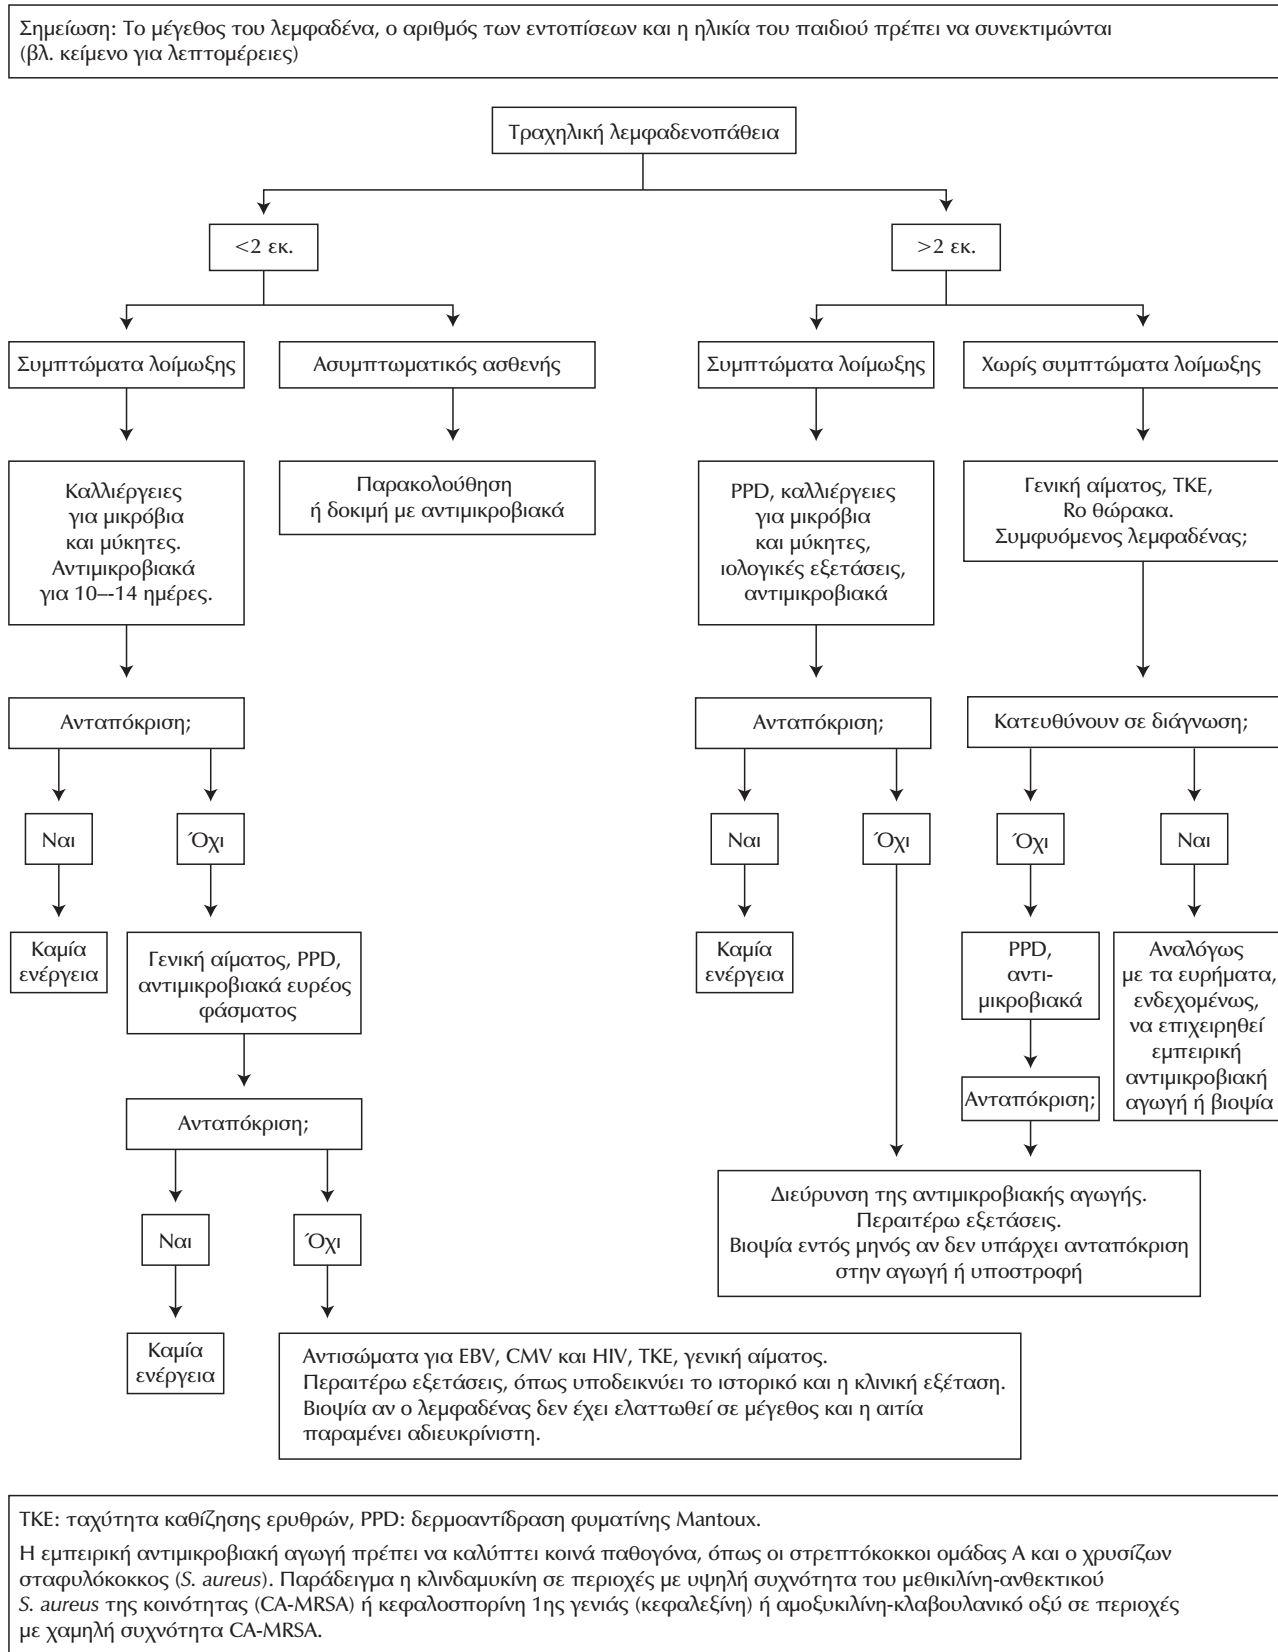 Σημείωση: Το μέγεθος του λεμφαδένα, ο αριθμός των εντοπίσεων και η ηλικία του παιδιού πρέπει να συνεκτιμώνται
(βλ. κείμενο για λεπτομέρειες)
Τραχηλική λεμφαδενοπάθεια
<2 εκ.
>2 εκ.
Συμπτώματα λοίμωξης
Ασυμπτωματικός ασθενής
Συμπτώματα λοίμωξης
Χωρίς συμπτώματα λοίμωξης
Καλλιέργειες
για μικρόβια
και μύκητες.
Αντιμικροβιακά
για 10–-14 ημέρες.
Παρακολούθηση
ή δοκιμή με αντιμικροβιακά
PPD, καλλιέργειες
για μικρόβια
και μύκητες,
ιολογικές εξετάσεις,
αντιμικροβιακά
Γενική αίματος, ΤΚΕ,
Ro θώρακα.
Συμφυόμενος λεμφαδένας;
Ανταπόκριση;
Ανταπόκριση;
Κατευθύνουν σε διάγνωση;
Ναι
Όχι
Ναι
Όχι
Όχι
Ναι
Καμία
ενέργεια
Γενική αίματος, PPD,
αντιμικροβιακά ευρέος
φάσματος
Καμία
ενέργεια
PPD,
αντι-
μικροβιακά
Αναλόγως
με τα ευρήματα,
ενδεχομένως,
να επιχειρηθεί
εμπειρική
αντιμικροβιακή
αγωγή ή βιοψία
Ανταπόκριση;
Ανταπόκριση;
Διεύρυνση της αντιμικροβιακής αγωγής.
Περαιτέρω εξετάσεις.
Βιοψία εντός μηνός αν δεν υπάρχει ανταπόκριση
στην αγωγή ή υποστροφή
Ναι
Όχι
Καμία
ενέργεια
Αντισώματα για EBV, CMV και HIV, ΤΚΕ, γενική αίματος.
Περαιτέρω εξετάσεις, όπως υποδεικνύει το ιστορικό και η κλινική εξέταση.
Βιοψία αν ο λεμφαδένας δεν έχει ελαττωθεί σε μέγεθος και η αιτία
παραμένει αδιευκρίνιστη.
ΤΚΕ: ταχύτητα καθίζησης ερυθρών, PPD: δερμοαντίδραση φυματίνης Mantoux.
Η εμπειρική αντιμικροβιακή αγωγή πρέπει να καλύπτει κοινά παθογόνα, όπως οι στρεπτόκοκκοι ομάδας Α και ο χρυσίζων
σταφυλόκοκκος (S. aureus). Παράδειγμα η κλινδαμυκίνη σε περιοχές με υψηλή συχνότητα του μεθικιλίνη-ανθεκτικού
S. aureus της κοινότητας (CA-MRSA) ή κεφαλοσπορίνη 1ης γενιάς (κεφαλεξίνη) ή αμοξυκιλίνη-κλαβουλανικό οξύ σε περιοχές
με χαμηλή συχνότητα CA-MRSA.